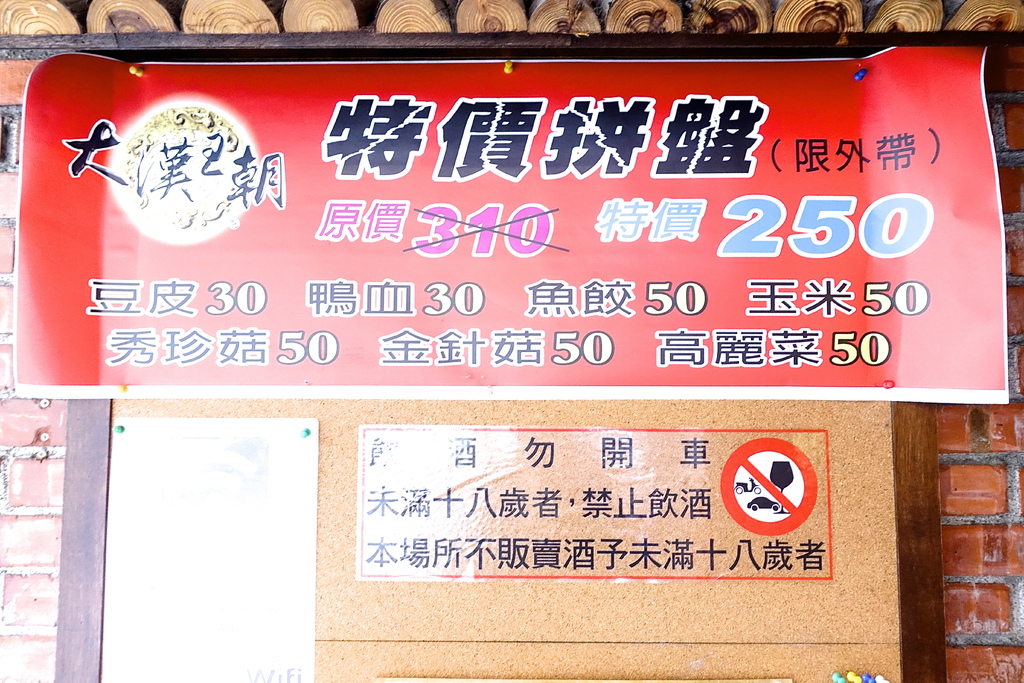 大漢王朝
特價拼盤（限外帶）
原價310 特價250
豆皮30 鴨血30 魚餃50 玉米50
秀珍菇50 金針菇50 高麗菜50
飲酒勿開車
未滿十八歲者，禁止飲酒
本場所不販賣酒予未滿十八歲者
Wifi